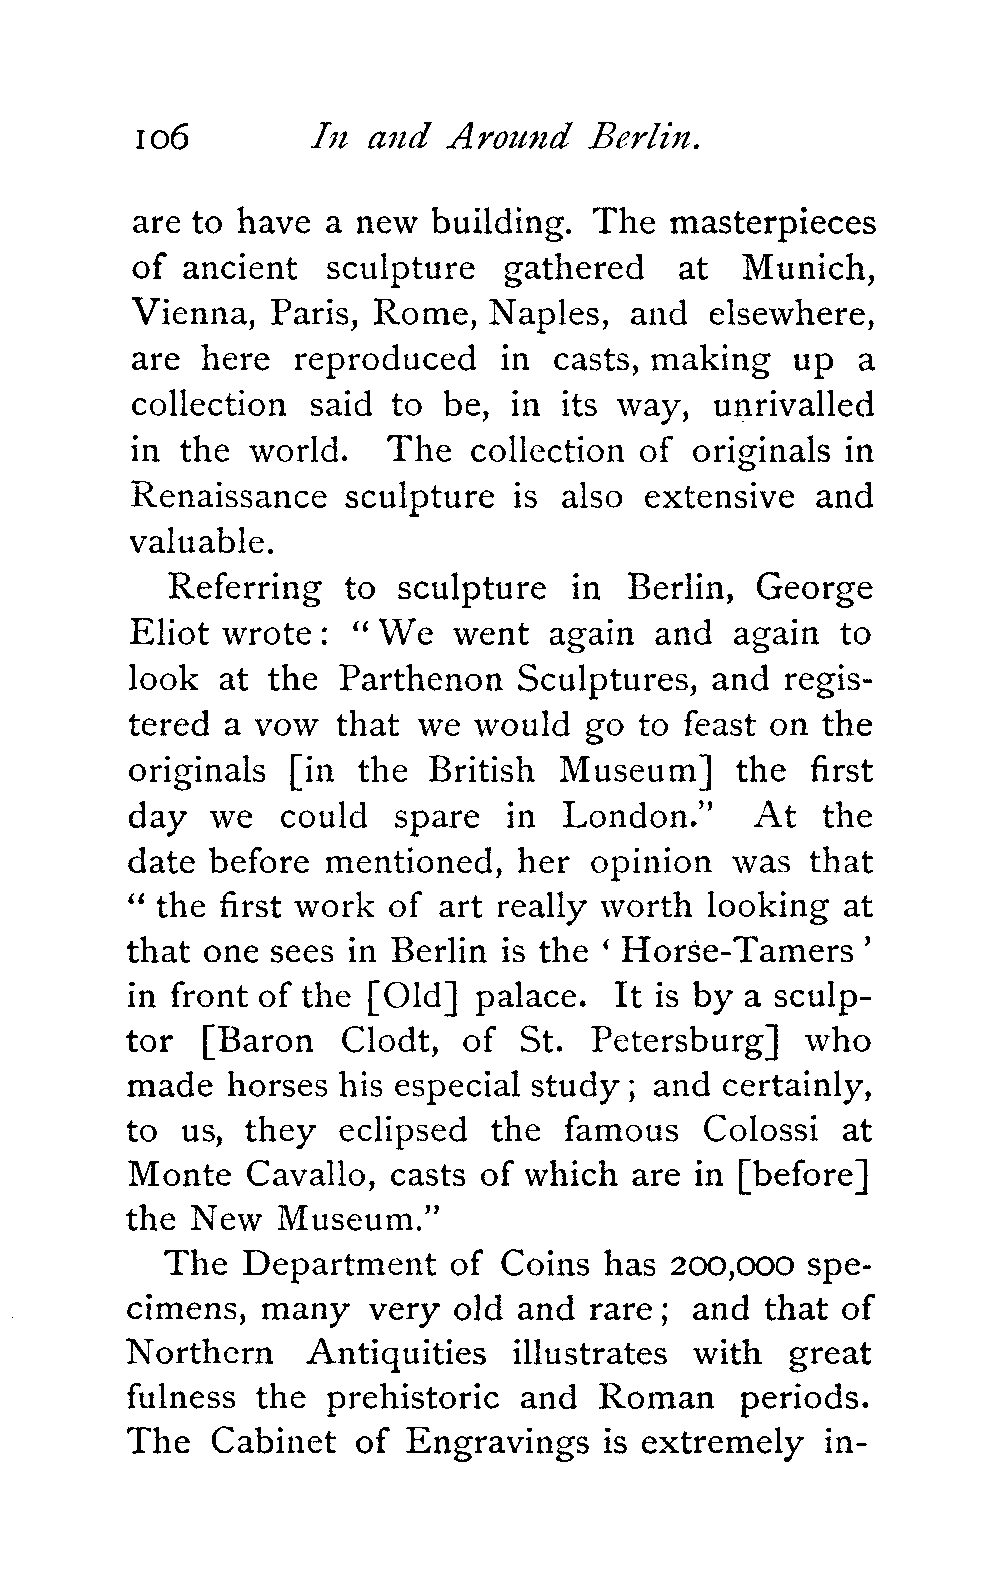 106 In and Around Berlin.
are to have a new building. The masterpieces
of ancient sculpture gathered at Munich,
Vienna, Paris, Rome, Naples, and elsewhere,
are here reproduced in casts, making up a
collection said to be, in its way, unrivalled
in the world. The collection of originals in
Renaissance sculpture is also extensive and
valuable.
Referring to sculpture in Berlin, George
Eliot wrote: “We went again and again to
look at the Parthenon Sculptures, and regis-
tered a vow that we would go to feast on the
originals [in the British Museum] the first
day we could spare in London.” At the
date before mentioned, her opinion was that
“the first work of art really worth looking at
that one sees in Berlin is the ‘Horse-Tamers’
in front of the [Old] palace. It is by a sculp-
tor [Baron Clodt, of St. Petersburg] who
made horses his especial study; and certainly,
to us, they eclipsed the famous Colossi at
Monte Cavallo, casts of which are in [before]
the New Museum.”
The Department of Coins has 200,000 spe-
cimens, many very old and rare; and that of
Northern Antiquities illustrates with great
fulness the prehistoric and Roman periods.
The Cabinet of Engravings is extremely in-